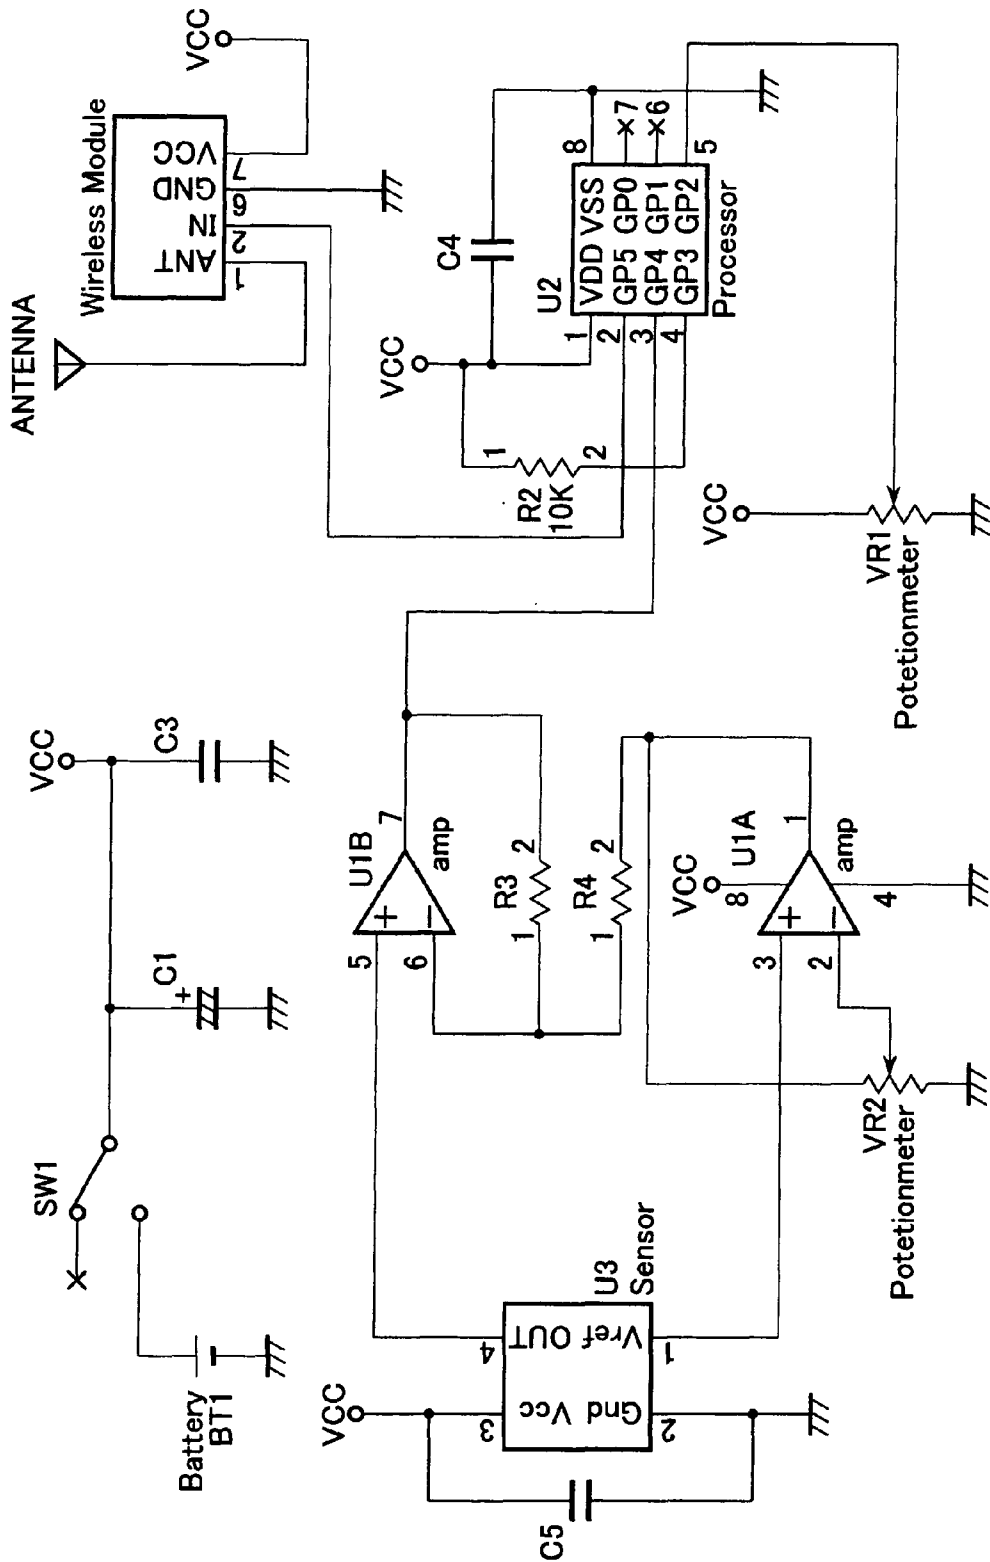 ANTENNA
Wireless Module
ANT
IN
GND
VCC
1
2
6
7
VCC
VCC
C4
U2
VDD VSS
GP5 GP0
GP4 GP1
GP3 GP2
Processor
1
2
3
4
8
×7
×6
5
1
R2
10K
2
VCC
VR1
Potetionmeter
SW1
Battery
BT1
C1
+
VCC
C3
U1B
amp
5
6
7
+
−
1
R3
2
1
R4
2
VCC
8
U1A
amp
3
2
1
4
+
−
VR2
Potetionmeter
VCC
C5
U3
Sensor
Vcc
OUT
Gnd
Vref
3
4
2
1